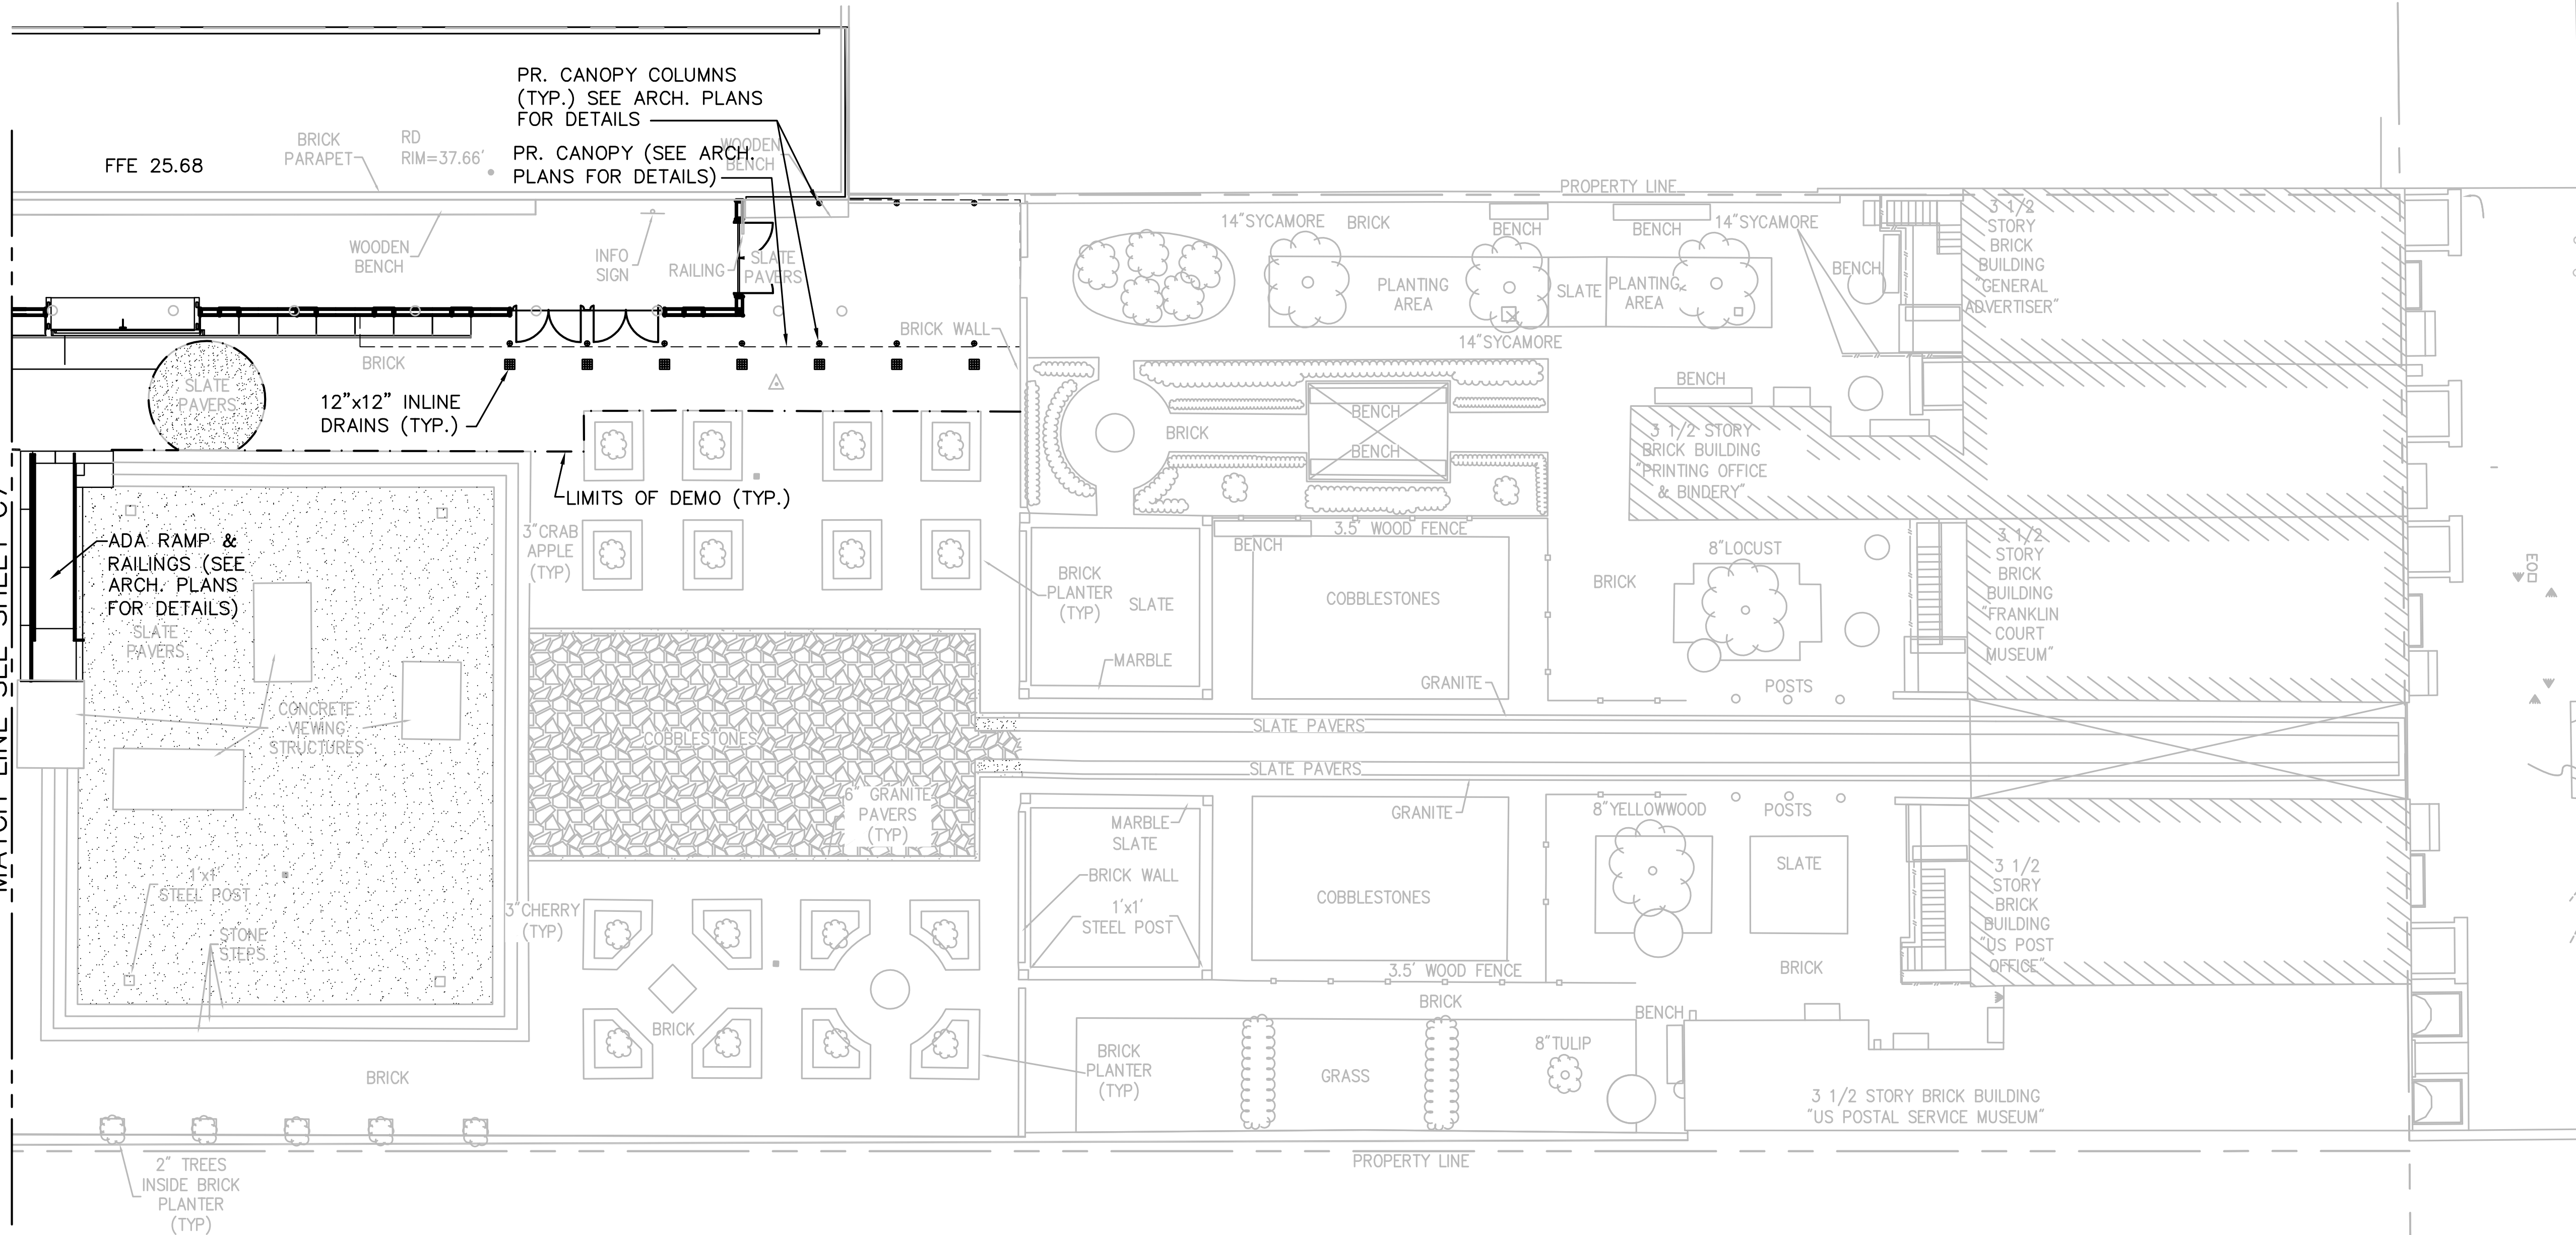 PR. CANOPY COLUMNS
(TYP.) SEE ARCH. PLANS
FOR DETAILS
BRICK
PARAPET
RD
RIM=37.66'
WOODEN
BENCH
FFE 25.68
PR. CANOPY (SEE ARCH.
PLANS FOR DETAILS)
PROPERTY LINE
WOODEN
BENCH
INFO
SIGN
RAILING
SLATE
PAVERS
14"SYCAMORE
BRICK
BENCH
BENCH
14"SYCAMORE
3 1/2
STORY
BRICK
BUILDING
"GENERAL
ADVERTISER"
BENCH
PLANTING
AREA
SLATE
PLANTING
AREA
BRICK WALL
14"SYCAMORE
BRICK
SLATE
PAVERS
12"x12" INLINE
DRAINS (TYP.)
BENCH
BENCH
BRICK
BENCH
3 1/2 STORY
BRICK BUILDING
"PRINTING OFFICE
& BINDERY"
LIMITS OF DEMO (TYP.)
3"CRAB
APPLE
(TYP)
3.5' WOOD FENCE
BENCH
ADA RAMP &
RAILINGS (SEE
ARCH. PLANS
FOR DETAILS)
SLATE
PAVERS
BRICK
PLANTER
(TYP)
SLATE
COBBLESTONES
BRICK
8"LOCUST
3 1/2
STORY
BRICK
BUILDING
"FRANKLIN
COURT
MUSEUM"
EO
MARBLE
GRANITE
POSTS
CONCRETE
VIEWING
STRUCTURES
COBBLESTONES
SLATE PAVERS
SLATE PAVERS
6" GRANITE
PAVERS
(TYP)
MARBLE
SLATE
GRANITE
8"YELLOWWOOD
POSTS
SLATE
1'x1'
STEEL POST
BRICK WALL
1'x1'
STEEL POST
COBBLESTONES
3 1/2
STORY
BRICK
BUILDING
"US POST
OFFICE"
3"CHERRY
(TYP)
STONE
STEPS
3.5' WOOD FENCE
BRICK
BRICK
BRICK
BENCH
BRICK
PLANTER
(TYP)
GRASS
8"TULIP
BRICK
3 1/2 STORY BRICK BUILDING
"US POSTAL SERVICE MUSEUM"
2" TREES
INSIDE BRICK
PLANTER
(TYP)
PROPERTY LINE